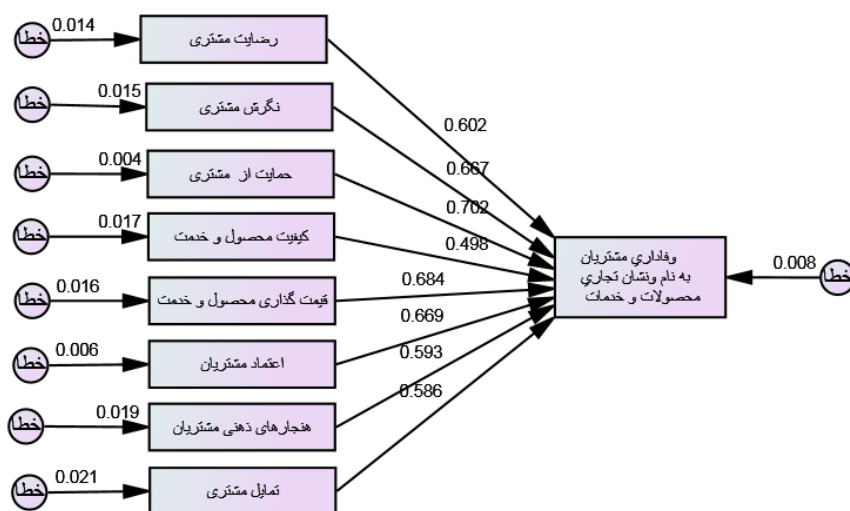 خطا
0.014
رضایت مشتری
0.602
خطا
0.015
نگرش مشتری
0.667
خطا
0.004
حمایت از مشتری
0.702
خطا
0.017
کیفیت محصول و خدمت
0.498
وفاداري مشتریان
به نام ونشان تجاري
محصولات و خدمات
0.008
خطا
خطا
0.016
قیمت گذاری محصول و خدمت
0.684
خطا
0.006
اعتماد مشتریان
0.669
خطا
0.019
هنجارهای ذهنی مشتریان
0.593
خطا
0.021
تمایل مشتری
0.586